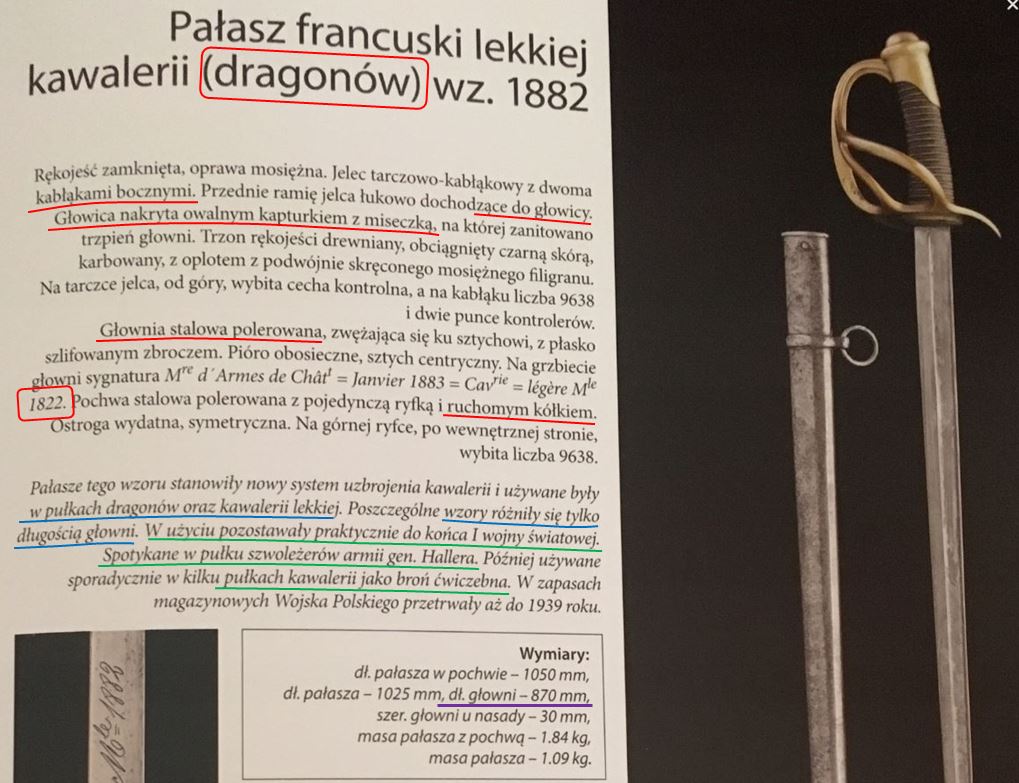 Pałasz francuski lekkiej
kawalerii (dragonów) wz. 1882
Rękojeść zamknięta, oprawa mosiężna. Jelec tarczowo-kabłąkowy z dwoma
kabłąkami bocznymi. Przednie ramię jelca łukowo dochodzące do głowicy.
Głowica nakryta owalnym kapturkiem z miseczką, na której zanitowano
trzpień głowni. Trzon rękojeści drewniany, obciągnięty czarną skórą,
karbowany, z oplotem z podwójnie skręconego mosiężnego filigranu.
Na tarczce jelca, od góry, wybita cecha kontrolna, a na kabłąku liczba 9638
i dwie punce kontrolerów.
Głownia stalowa polerowana, zwężająca się ku sztychowi, z płasko
szlifowanym zbroczem. Pióro obosieczne, sztych centryczny. Na grzbiecie
głowni sygnatura Mre d´Armes de Châtt = Janvier 1883 = Cavrie = légère Mle
1822. Pochwa stalowa polerowana z pojedynczą ryfką i ruchomym kółkiem.
Ostroga wydatna, symetryczna. Na górnej ryfce, po wewnętrznej stronie,
wybita liczba 9638.
Pałasze tego wzoru stanowiły nowy system uzbrojenia kawalerii i używane były
w pułkach dragonów oraz kawalerii lekkiej. Poszczególne wzory różniły się tylko
długością głowni. W użyciu pozostawały praktycznie do końca I wojny światowej.
Spotykane w pułku szwoleżerów armii gen. Hallera. Później używane
sporadycznie w kilku pułkach kawalerii jako broń ćwiczebna. W zapasach
magazynowych Wojska Polskiego przetrwały aż do 1939 roku.
Mle=1882
Wymiary:
dł. pałasza w pochwie – 1050 mm,
dł. pałasza – 1025 mm, dł. głowni – 870 mm,
szer. głowni u nasady – 30 mm,
masa pałasza z pochwą – 1.84 kg,
masa pałasza – 1.09 kg.